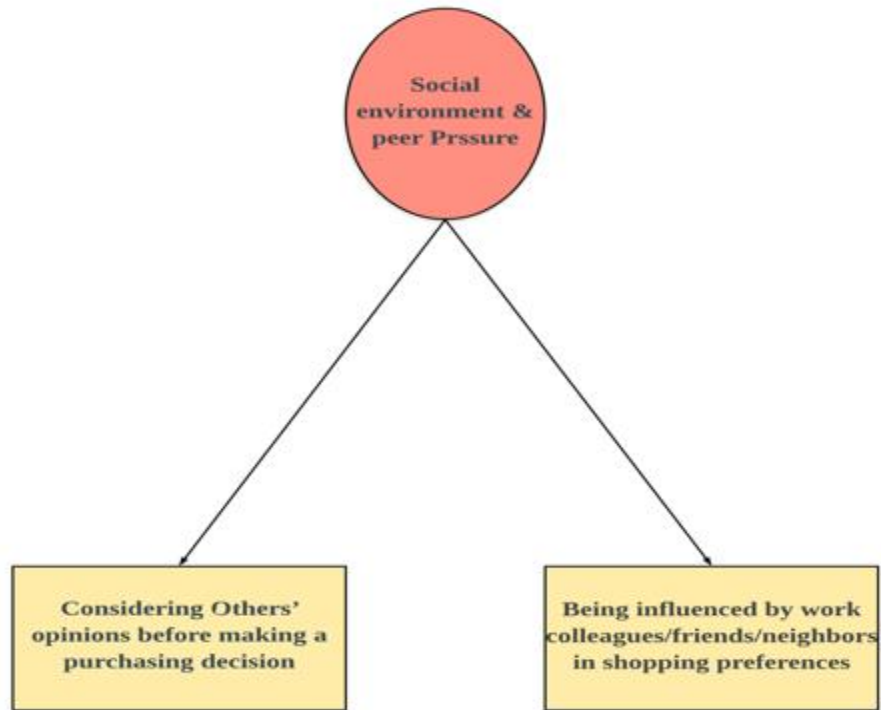 Social
environment &
peer Prssure
Considering Others’
opinions before making a
purchasing decision
Being influenced by work
colleagues/friends/neighbors
in shopping preferences